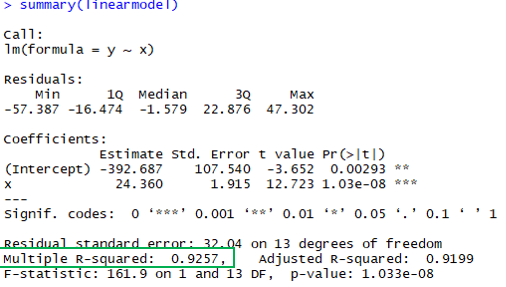 > summary(linearmodel)
Call:
lm(formula = y ~ x)
Residuals:
Min 1Q Median 3Q Max
-57.387 -16.474 -1.579 22.876 47.302
Coefficients:
Estimate Std. Error t value Pr(>|t|)
(Intercept) -392.687 107.540 -3.652 0.00293 **
x 24.360 1.915 12.723 1.03e-08 ***
---
Signif. codes: 0 ‘***’ 0.001 ‘**’ 0.01 ‘*’ 0.05 ‘.’ 0.1 ‘ ’ 1
Residual standard error: 32.04 on 13 degrees of freedom
Multiple R-squared: 0.9257, Adjusted R-squared: 0.9199
F-statistic: 161.9 on 1 and 13 DF, p-value: 1.033e-08